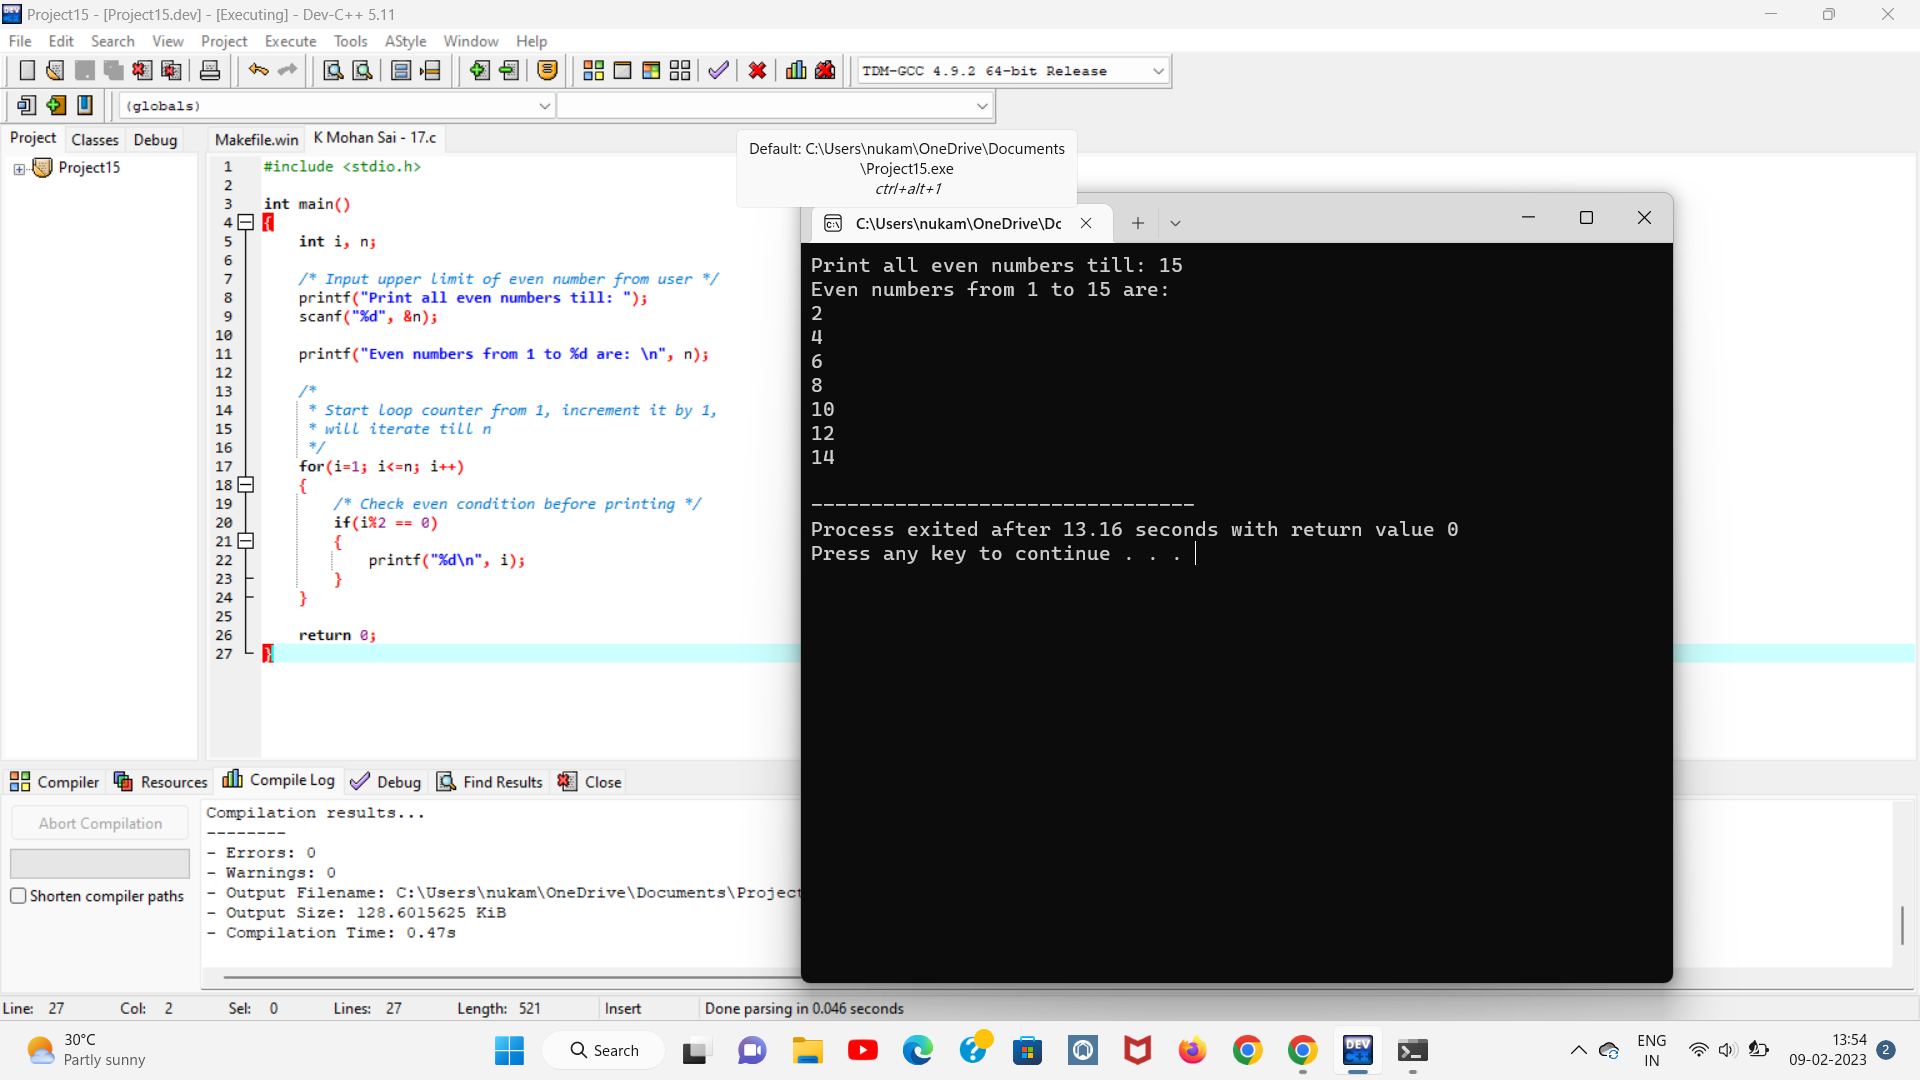 Project15 - [Project15.dev] - [Executing] - Dev-C++ 5.11
File Edit Search View Project Execute Tools AStyle Window Help
TDM-GCC 4.9.2 64-bit Release
(globals)
Project Classes Debug
Makefile.win K Mohan Sai - 17.c
Project15
1 #include <stdio.h>
2
3 int main()
4 {
5 int i, n;
6
7 /* Input upper limit of even number from user */
8 printf("Print all even numbers till: ");
9 scanf("%d", &n);
10
11 printf("Even numbers from 1 to %d are: \n", n);
12
13 /*
14 * Start loop counter from 1, increment it by 1,
15 * will iterate till n
16 */
17 for(i=1; i<=n; i++)
18 {
19 /* Check even condition before printing */
20 if(i%2 == 0)
21 {
22 printf("%d\n", i);
23 }
24 }
25
26 return 0;
27 }
Default: C:\Users\nukam\OneDrive\Documents
\Project15.exe
ctrl+alt+1
C:\Users\nukam\OneDrive\Dc
Print all even numbers till: 15
Even numbers from 1 to 15 are:
2
4
6
8
10
12
14
--------------------------------
Process exited after 13.16 seconds with return value 0
Press any key to continue . . .
Compiler Resources Compile Log Debug Find Results Close
Abort Compilation
Shorten compiler paths
Compilation results...
--------
- Errors: 0
- Warnings: 0
- Output Filename: C:\Users\nukam\OneDrive\Documents\Project
- Output Size: 128.6015625 KiB
- Compilation Time: 0.47s
Line: 27 Col: 2 Sel: 0 Lines: 27 Length: 521 Insert Done parsing in 0.046 seconds
30°C
Partly sunny
Search
DEV
ENG
IN
13:54
09-02-2023
2